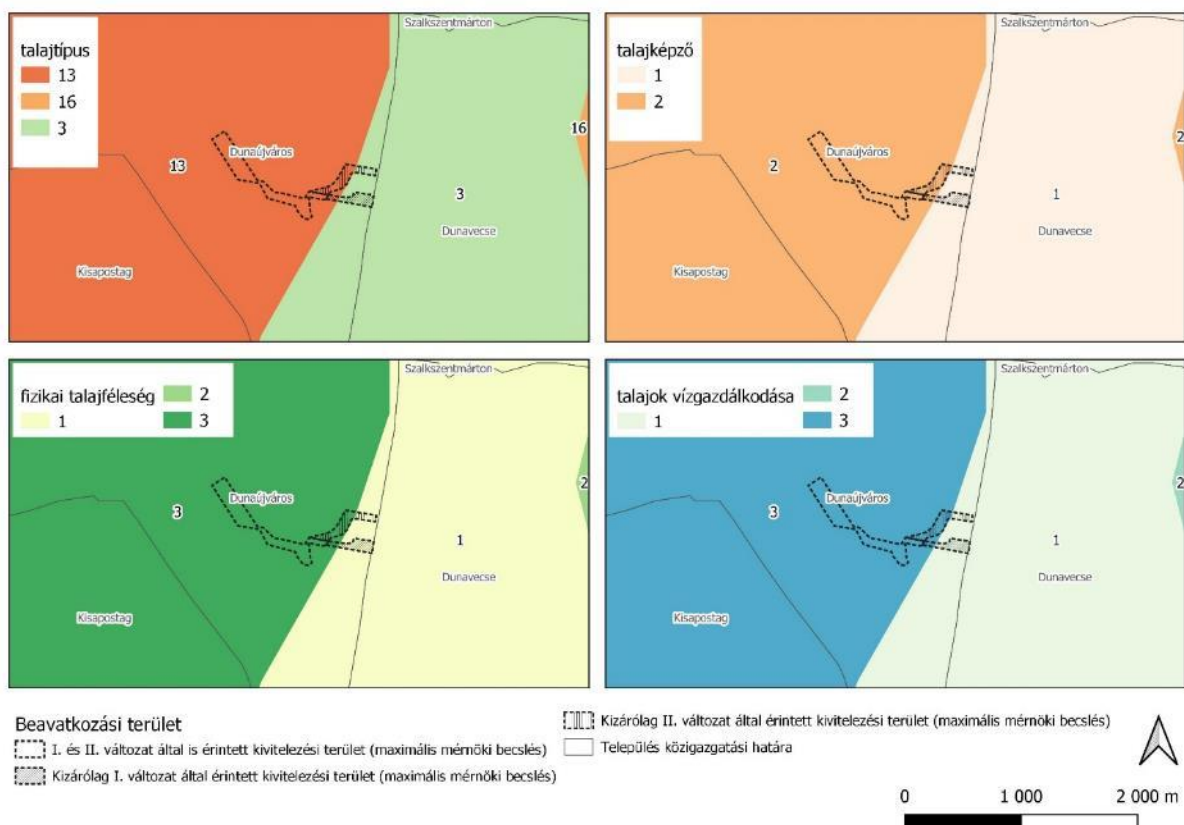 Szalkszentmárton
talajtípus
13
16
3
16
Dunaújváros
13
3
Dunavecse
Kisapostag
Szalkszentmárton
talajképző
1
2
2
Dunaújváros
2
1
Dunavecse
Kisapostag
Szalkszentmárton
fizikai talajféleség
1
2
3
2
Dunaújváros
3
1
Dunavecse
Kisapostag
Szalkszentmárton
talajok vízgazdálkodása
1
2
3
2
Dunaújváros
3
1
Dunavecse
Kisapostag
Beavatkozási terület
I. és II. változat által is érintett kivitelezési terület (maximális mérnöki becslés)
Kizárólag I. változat által érintett kivitelezési terület (maximális mérnöki becslés)
Kizárólag II. változat által érintett kivitelezési terület (maximális mérnöki becslés)
Település közigazgatási határa
0 1 000 2 000 m